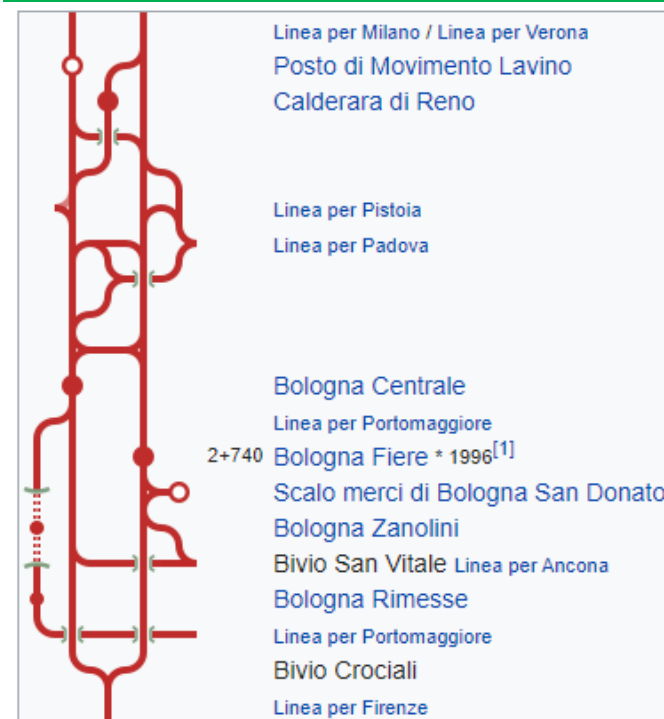 Linea per Milano / Linea per Verona
Posto di Movimento Lavino
Calderara di Reno
Linea per Pistoia
Linea per Padova
Bologna Centrale
Linea per Portomaggiore
2+740 Bologna Fiere * 1996[1]
Scalo merci di Bologna San Donato
Bologna Zanolini
Bivio San Vitale Linea per Ancona
Bologna Rimesse
Linea per Portomaggiore
Bivio Crociali
Linea per Firenze